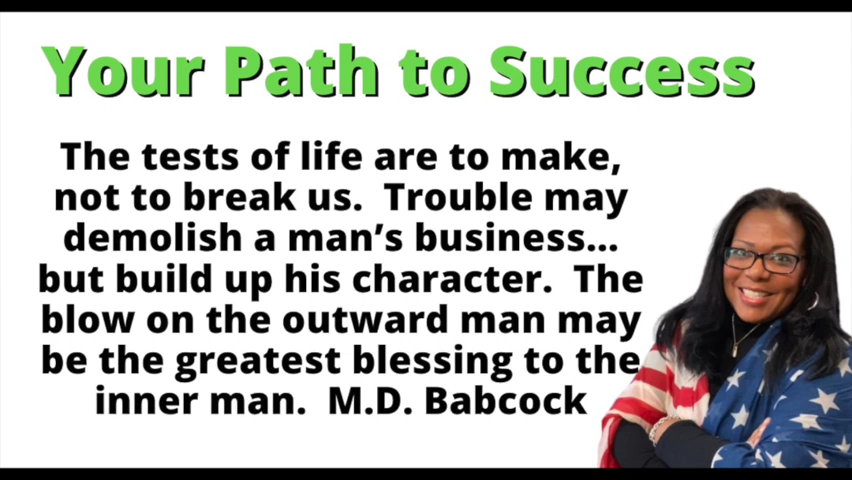 Your Path to Success
The tests of life are to make,
not to break us.  Trouble may
demolish a man’s business...
but build up his character.  The
blow on the outward man may
be the greatest blessing to the
inner man.  M.D. Babcock